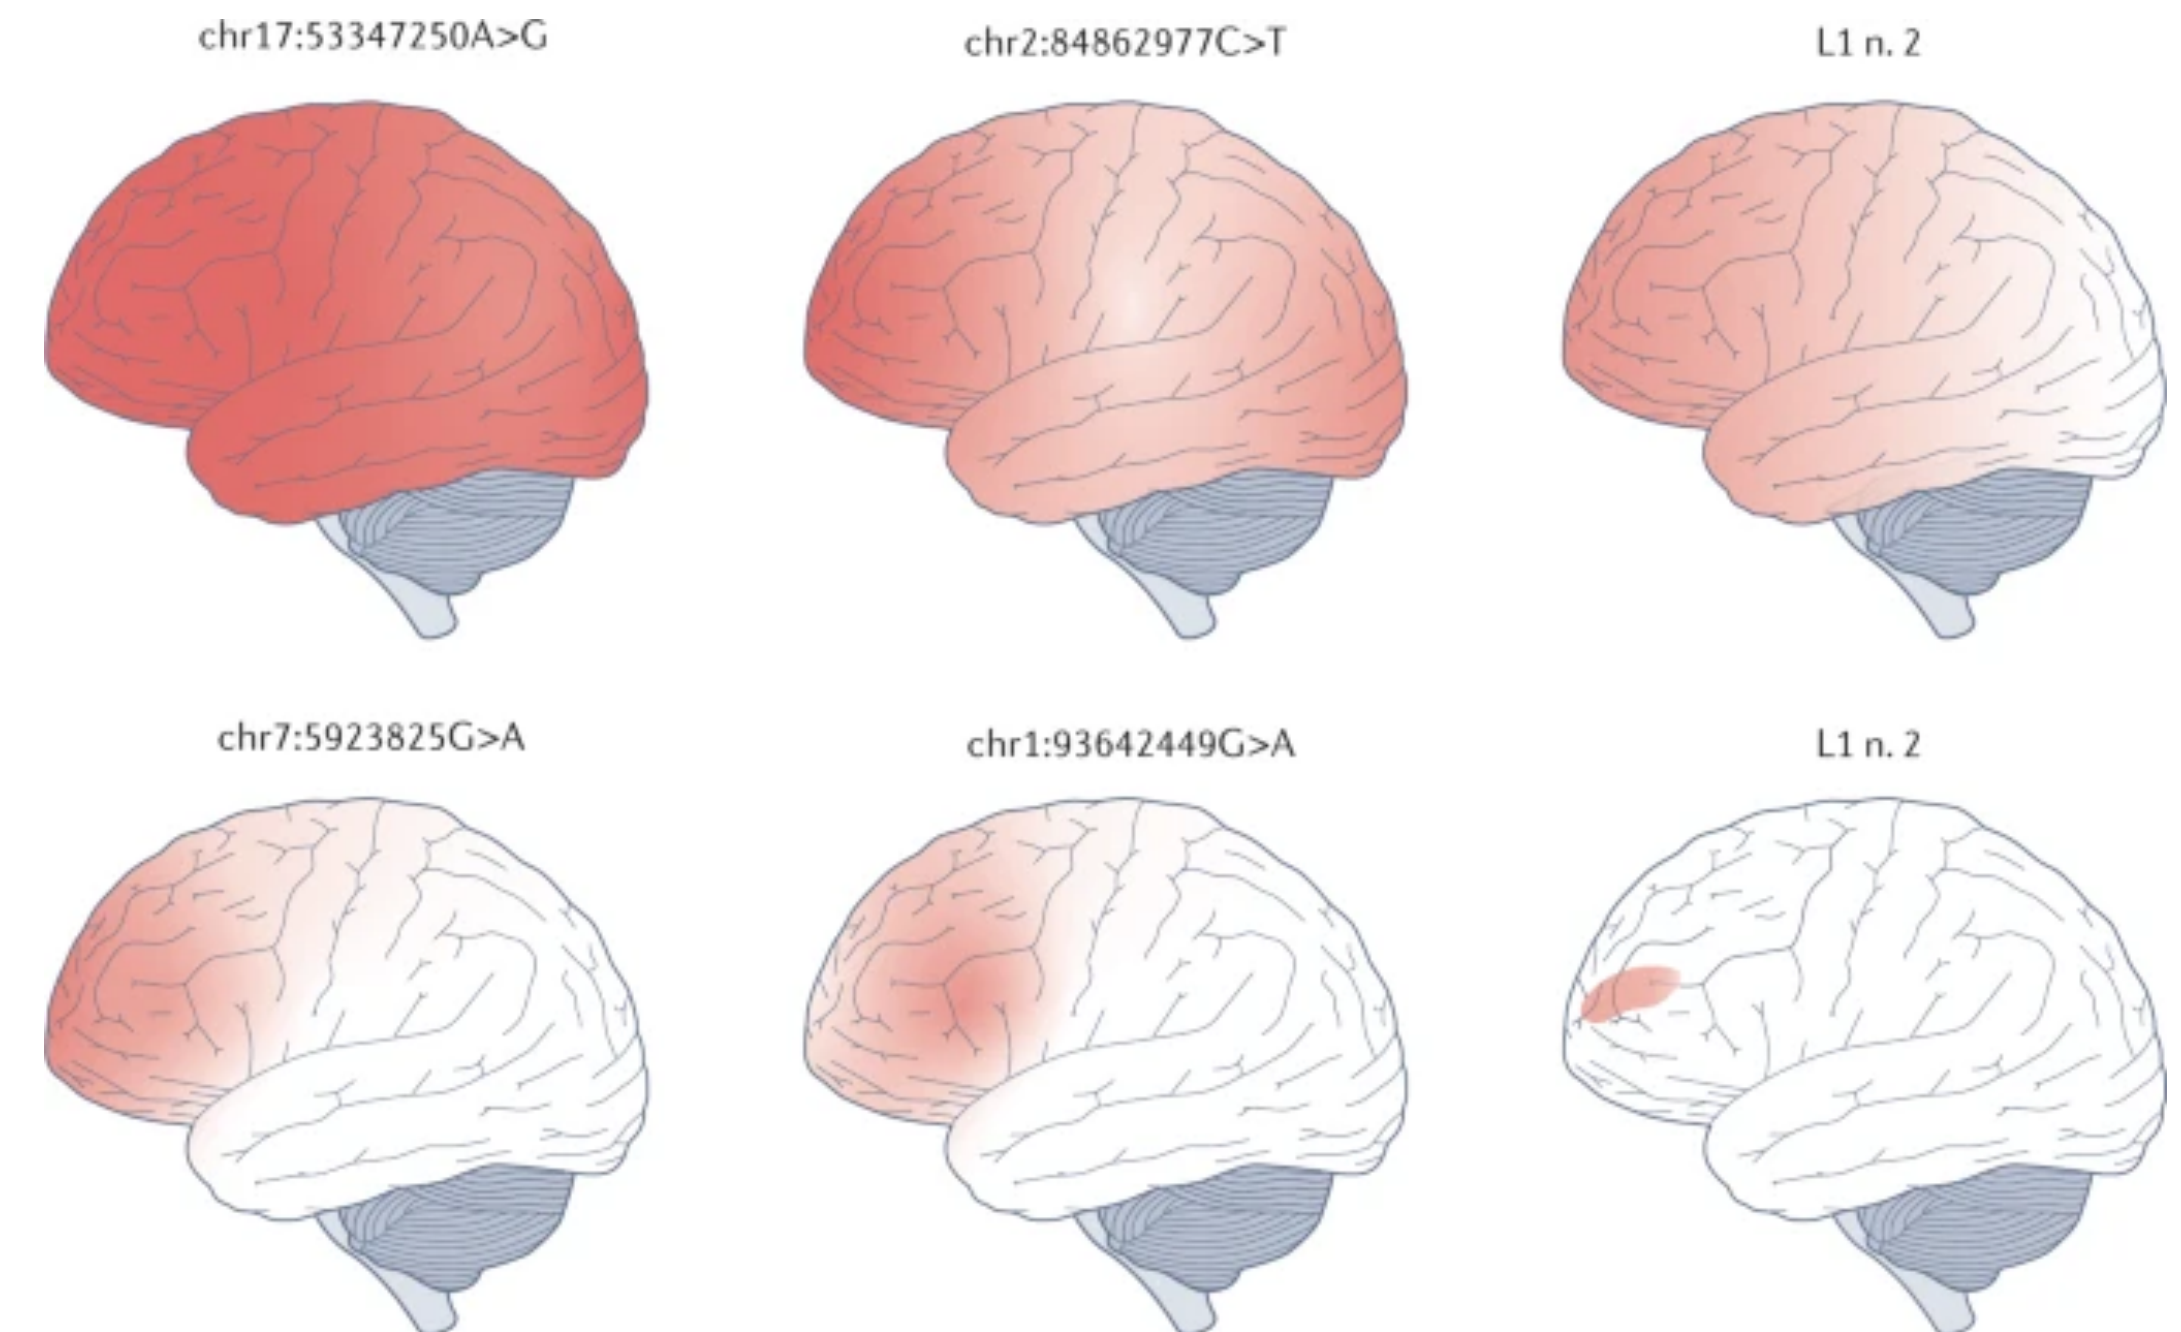 chr17:53347250A>G
chr2:84862977C>T
L1 n. 2
chr7:5923825G>A
chr1:93642449G>A
L1 n. 2